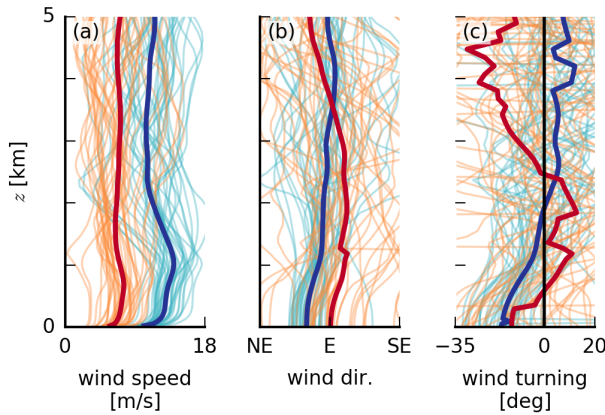 5
(a)
(b)
(c)
z [km]
0
0
18
NE
E
SE
−35
0
20
wind speed
[m/s]
wind dir.
wind turning
[deg]